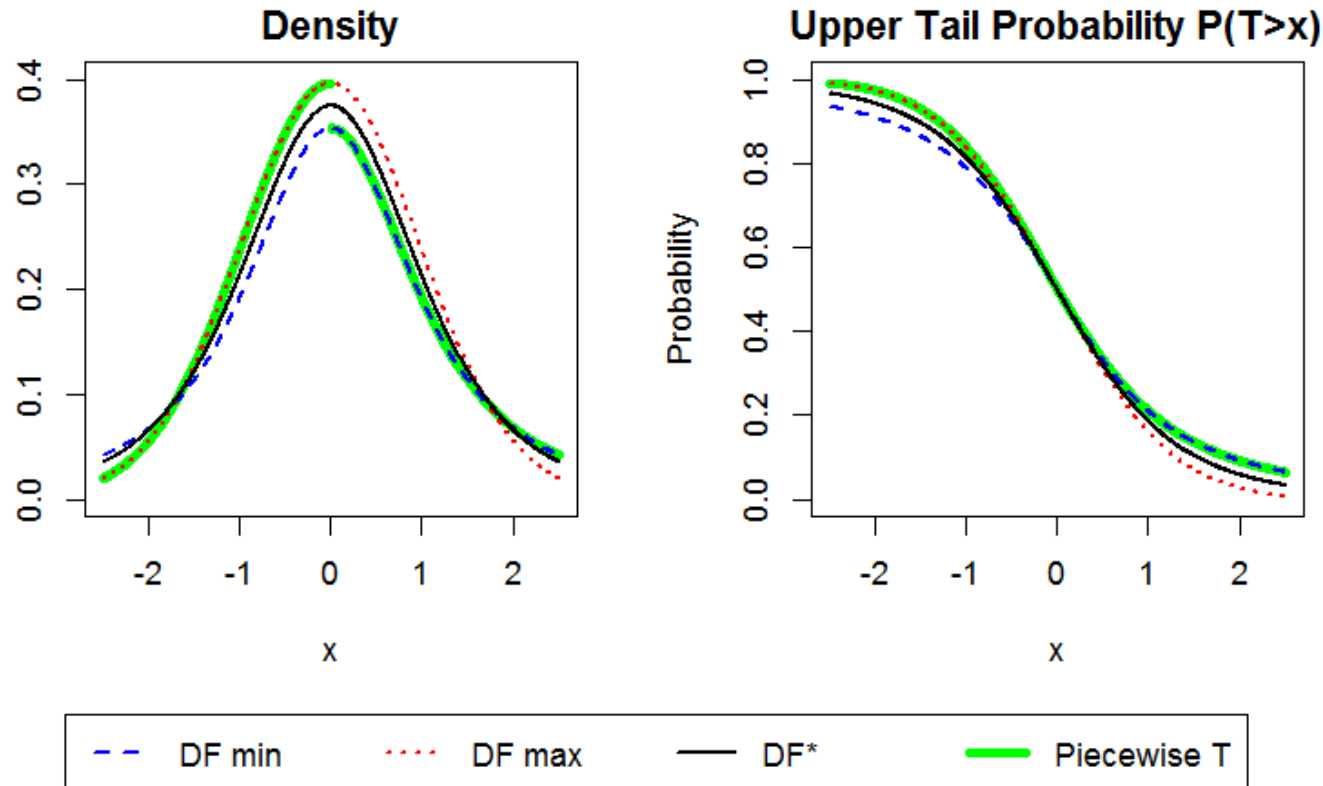 Density
0.0 0.1 0.2 0.3 0.4
-2 -1 0 1 2
x
Upper Tail Probability P(T>x)
Probability
0.0 0.2 0.4 0.6 0.8 1.0
-2 -1 0 1 2
x
DF min DF max DF* Piecewise T